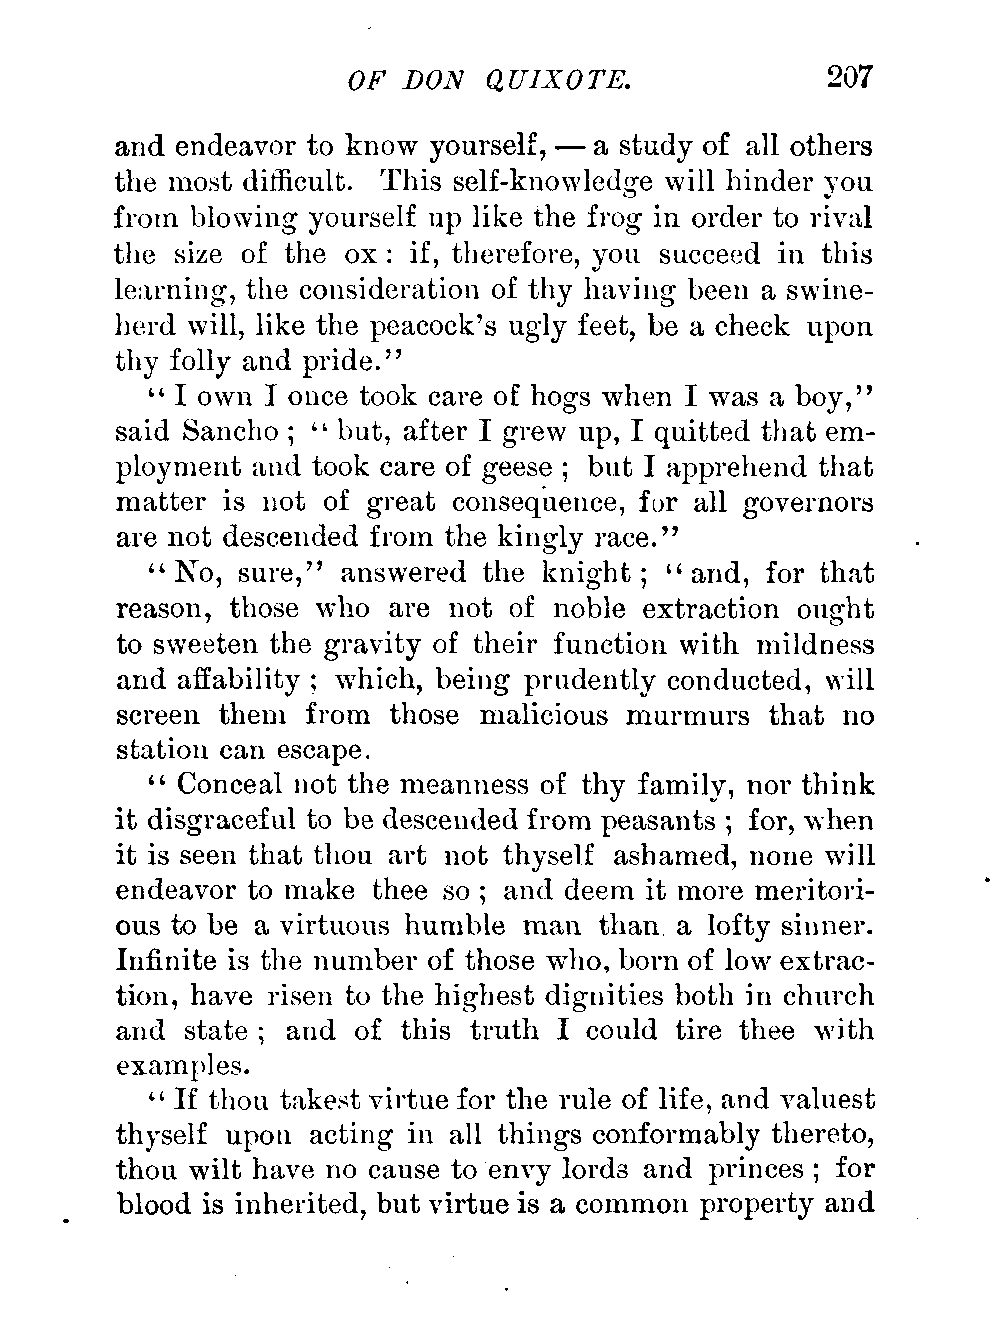 OF DON QUIXOTE. 207
and endeavor to know yourself, — a study of all others
the most difficult. This self-knowledge will hinder you
from blowing yourself up like the frog in order to rival
the size of the ox : if, therefore, you succeed in this
learning, the consideration of thy having been a swine-
herd will, like the peacock's ugly feet, be a check upon
thy folly and pride."
" I own I once took care of hogs when I was a boy,"
said Sancho ; " but, after I grew up, I quitted that em-
ployment and took care of geese ; but I apprehend that
matter is not of great consequence, for all governors
are not descended from the kingly race."
" No, sure," answered the knight ; " and, for that
reason, those who are not of noble extraction ought
to sweeten the gravity of their function with mildness
and affability ; which, being prudently conducted, will
screen them from those malicious murmurs that no
station can escape.
" Conceal not the meanness of thy family, nor think
it disgraceful to be descended from peasants ; for, when
it is seen that thou art not thyself ashamed, none will
endeavor to make thee so ; and deem it more meritori-
ous to be a virtuous humble man than a lofty sinner.
Infinite is the number of those who, born of low extrac-
tion, have risen to the highest dignities both in church
and state ; and of this truth I could tire thee with
examples.
" If thou takest virtue for the rule of life, and valuest
thyself upon acting in all things conformably thereto,
thou wilt have no cause to envy lords and princes ; for
blood is inherited, but virtue is a common property and